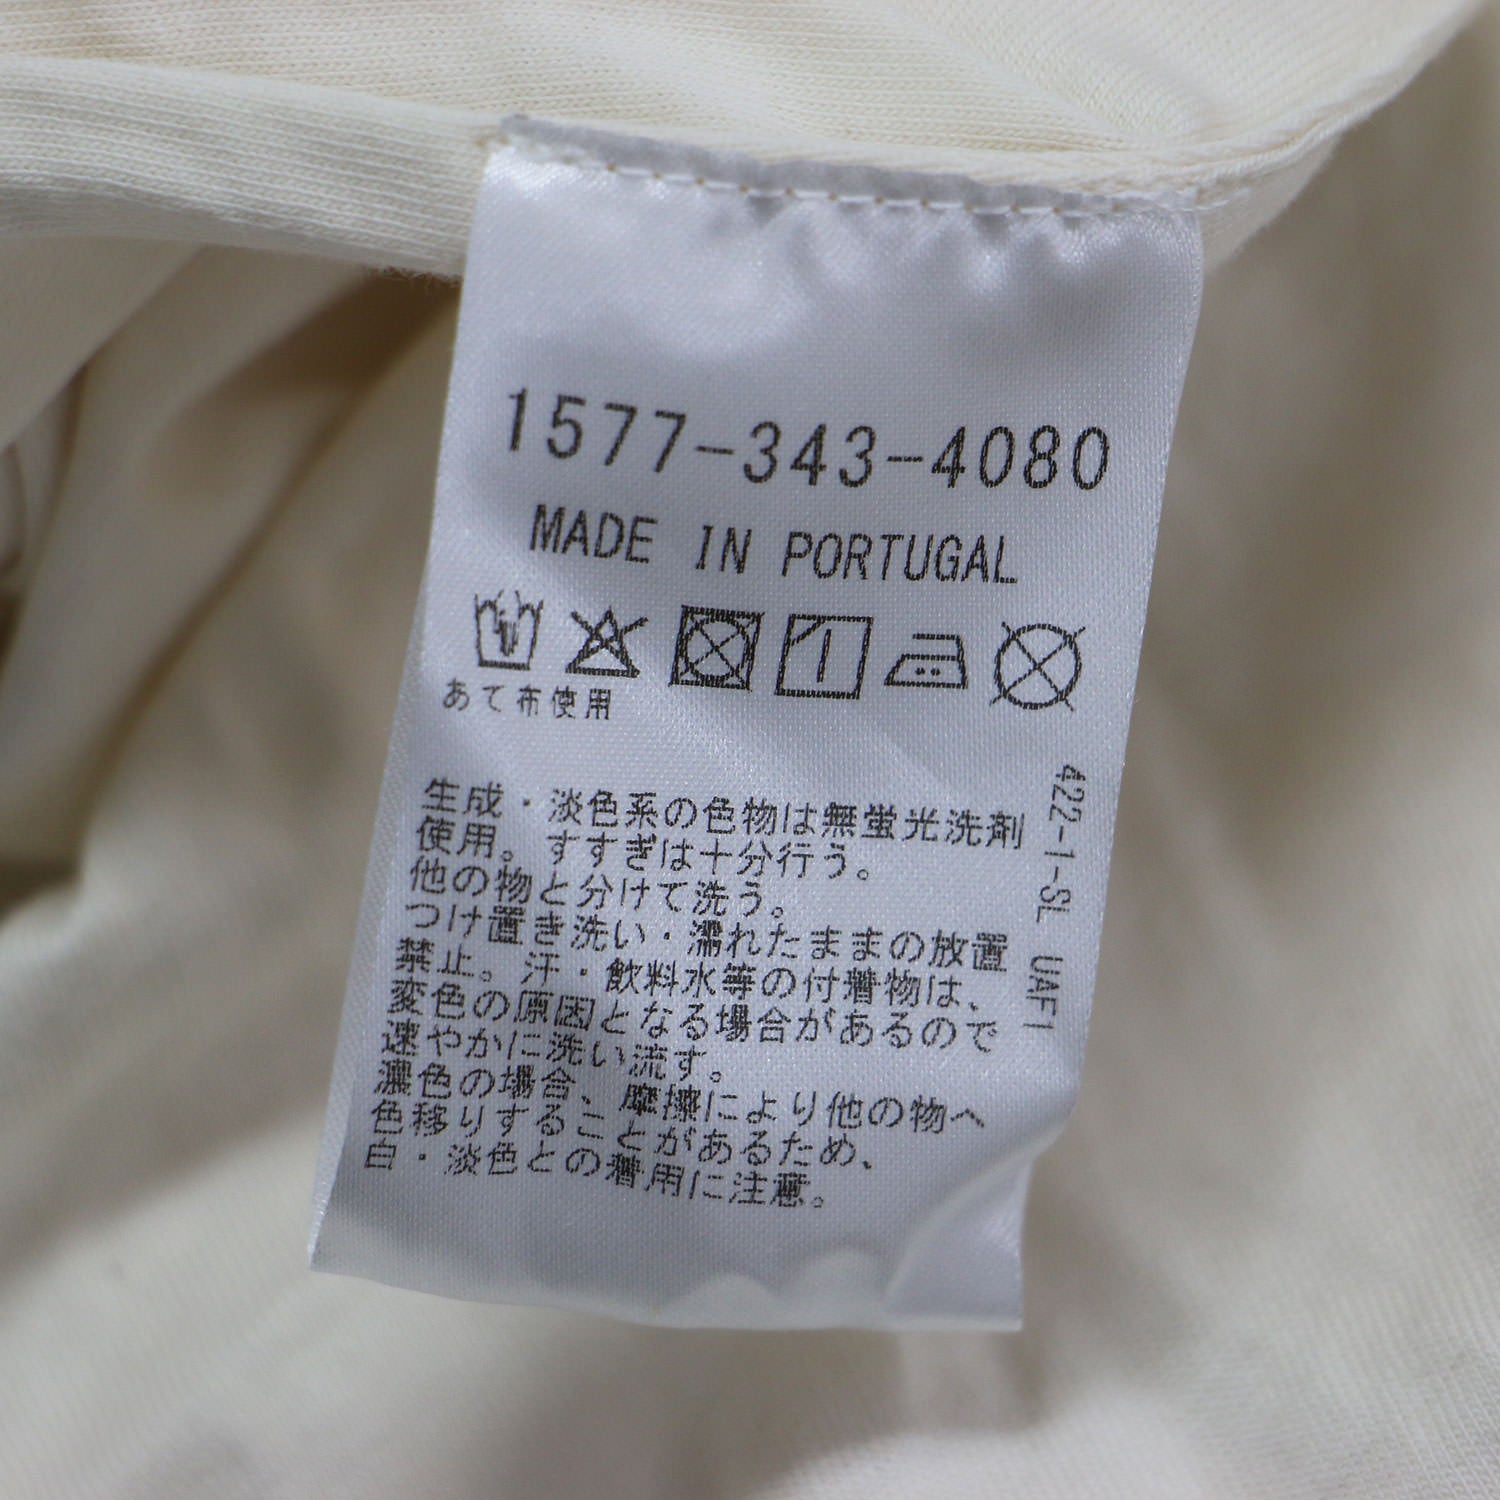 1577-343-4080
MADE IN PORTUGAL
あて布使用
生成・淡色系の色物は無蛍光洗剤
使用。すすぎは十分行う。
他の物と分けて洗う。
つけ置き洗い・濡れたままの放置
禁止。汗・飲料水等の付着物は、
変色の原因となる場合があるので
速やかに洗い流す。
濃色の場合、摩擦により他の物へ
色移りすることがあるため、
白・淡色との着用に注意。
422-1-SL UAF1